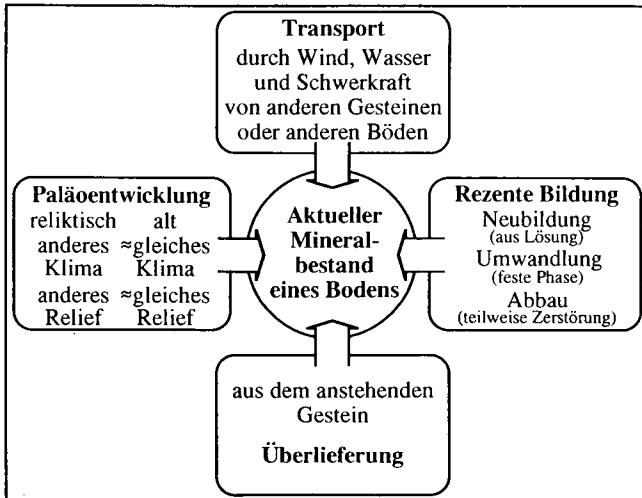 Transport
durch Wind, Wasser
und Schwerkraft
von anderen Gesteinen
oder anderen Böden
Paläoentwicklung
reliktisch alt
anderes ≈gleiches
Klima Klima
anderes ≈gleiches
Relief Relief
Aktueller
Mineral-
bestand
eines Bodens
Rezente Bildung
Neubildung
(aus Lösung)
Umwandlung
(feste Phase)
Abbau
(teilweise Zerstörung)
aus dem anstehenden
Gestein
Überlieferung